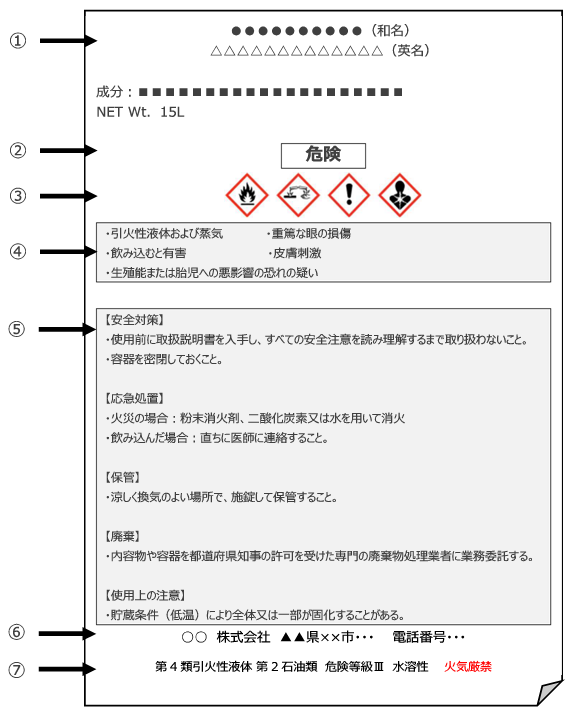 ① ●●●●●●●●●●（和名）
△△△△△△△△△△△△△（英名）
成分：■■■■■■■■■■■■■■■■■■■■
NET Wt. 15L
② 危険
③
④
・引火性液体および蒸気 ・重篤な眼の損傷
・飲み込むと有害 ・皮膚刺激
・生殖能または胎児への悪影響の恐れの疑い
⑤ 【安全対策】
・使用前に取扱説明書を入手し、すべての安全注意を読み理解するまで取り扱わないこと。
・容器を密閉しておくこと。
【応急処置】
・火災の場合：粉末消火剤、二酸化炭素又は水を用いて消火
・飲み込んだ場合：直ちに医師に連絡すること。
【保管】
・涼しく換気のよい場所で、施錠して保管すること。
【廃棄】
・内容物や容器を都道府県知事の許可を受けた専門の廃棄物処理業者に業務委託する。
【使用上の注意】
・貯蔵条件（低温）により全体又は一部が固化することがある。
⑥ ○○ 株式会社 ▲▲県××市・・・ 電話番号・・・
⑦ 第４類引火性液体 第２石油類 危険等級Ⅲ 水溶性 火気厳禁